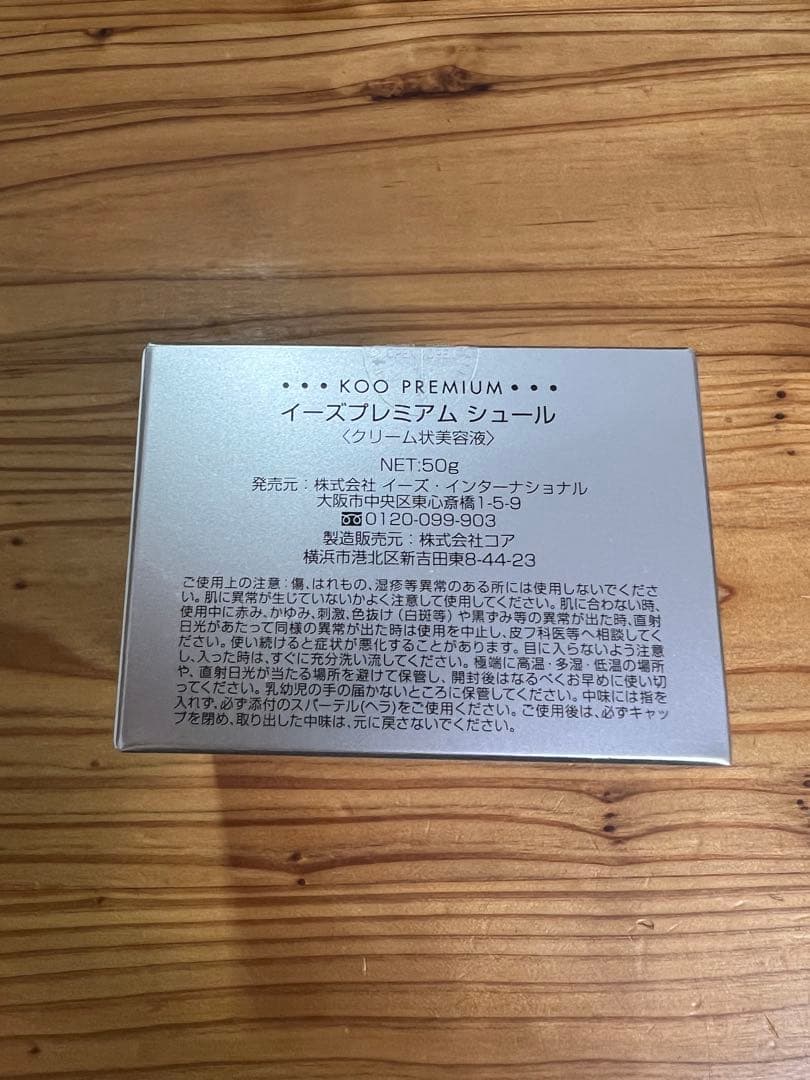 ••• KOO PREMIUM •••
イーズプレミアム シュール
〈クリーム状美容液〉
NET:50g
発売元：株式会社 イーズ・インターナショナル
大阪市中央区東心斎橋1-5-9
0120-099-903
製造販売元：株式会社コア
横浜市港北区新吉田東8-44-23
ご使用上の注意：傷、はれもの、湿疹等異常のある所には使用しないでくださ
い。肌に異常が生じていないかよく注意して使用してください。肌に合わない時、
使用中に赤み、かゆみ、刺激、色抜け（白斑等）や黒ずみ等の異常が出た時、直射
日光があたって同様の異常が出た時は使用を中止し、皮フ科医等へ相談してく
ださい。使い続けると症状が悪化することがあります。目に入らないよう注意
し、入った時は、すぐに充分洗い流してください。極端に高温・多湿・低温の場所
や、直射日光が当たる場所を避けて保管し、開封後はなるべくお早めに使い切
ってください。乳幼児の手の届かないところに保管してください。中味には指を
入れず、必ず添付のスパーテル(ヘラ)をご使用ください。ご使用後は、必ずキャッ
プを閉め、取り出した中味は、元に戻さないでください。